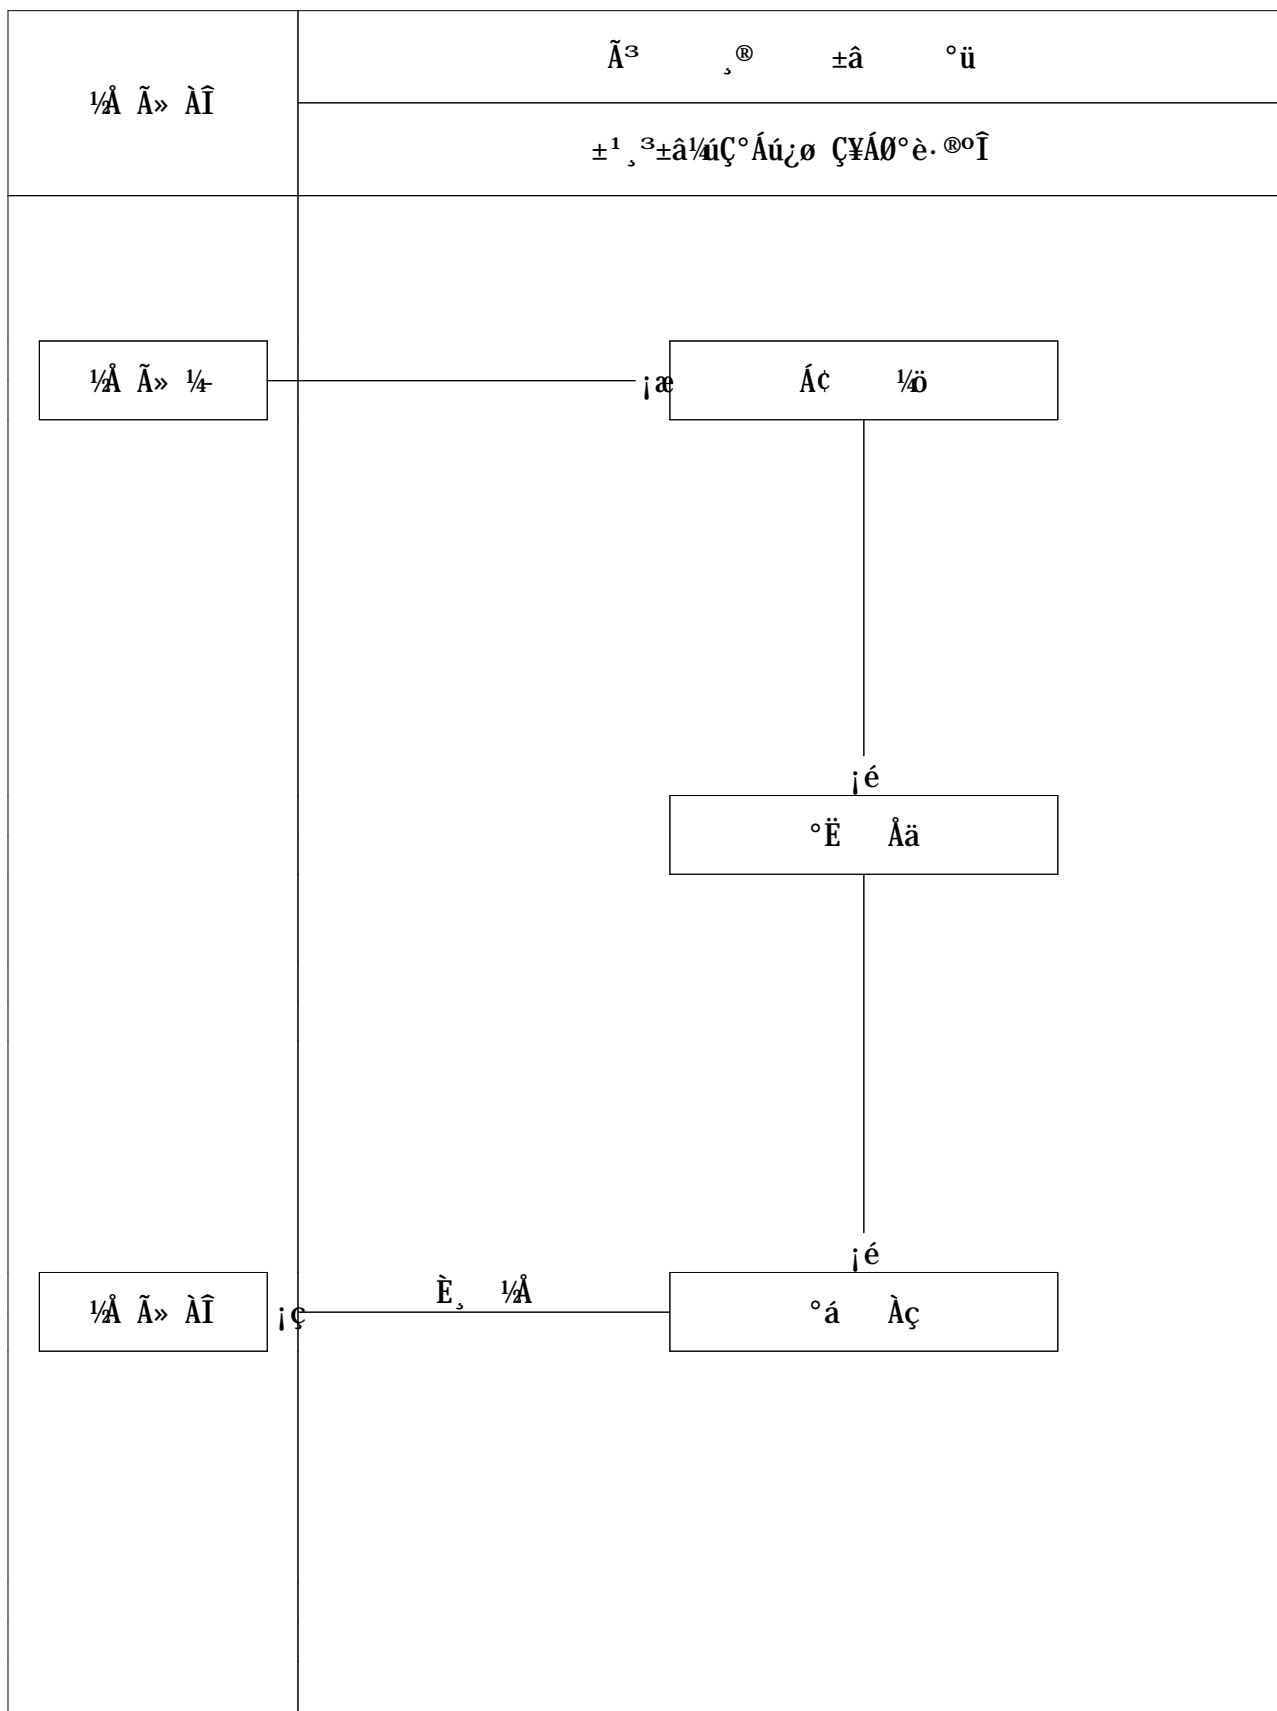 ½Å Ã» ÀÎ
Ã³ ¸® ±â °ü
±¹¸³±â¼úÇ°Áú¿ø Ç¥ÁØ°è·®ºÎ
½Å Ã» ¼­
¡æ
Á¢ ¼ö
¡é
°Ë Åä
¡é
½Å Ã» ÀÎ
¡ç
È¸ ½Å
°á Àç